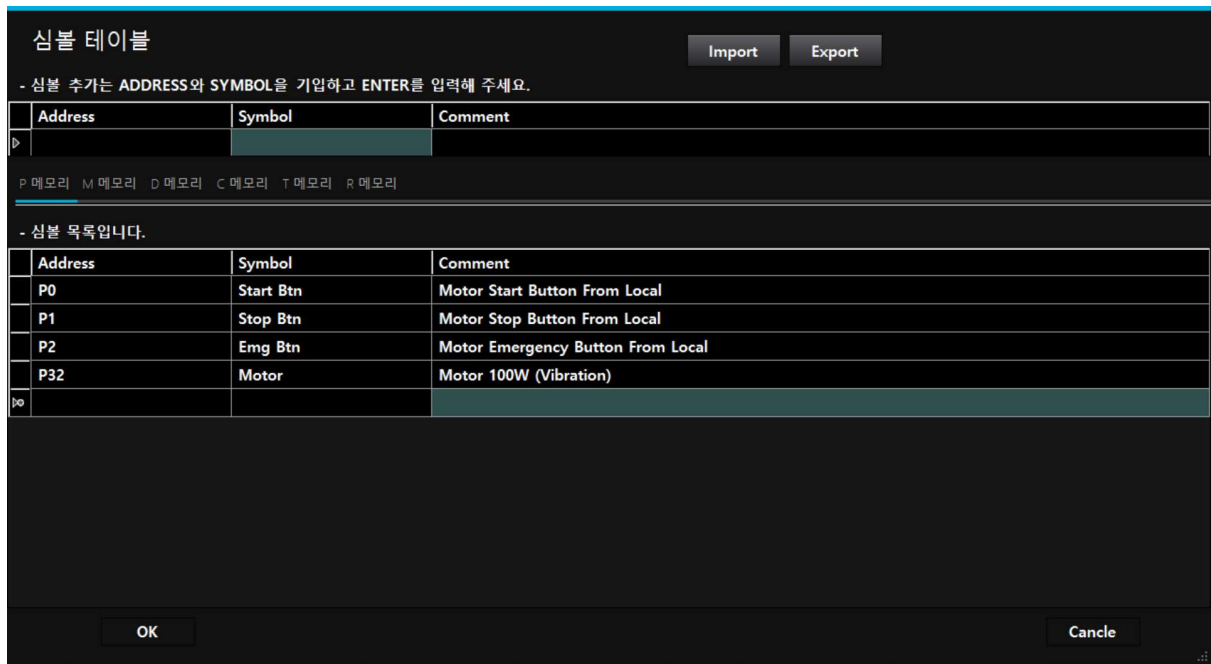 심볼 테이블
Import Export
- 심볼 추가는 ADDRESS와 SYMBOL을 기입하고 ENTER를 입력해 주세요.
Address Symbol Comment
P 메모리 M 메모리 D 메모리 C 메모리 T 메모리 R 메모리
- 심볼 목록입니다.
Address Symbol Comment
P0 Start Btn Motor Start Button From Local
P1 Stop Btn Motor Stop Button From Local
P2 Emg Btn Motor Emergency Button From Local
P32 Motor Motor 100W (Vibration)
OK Cancle